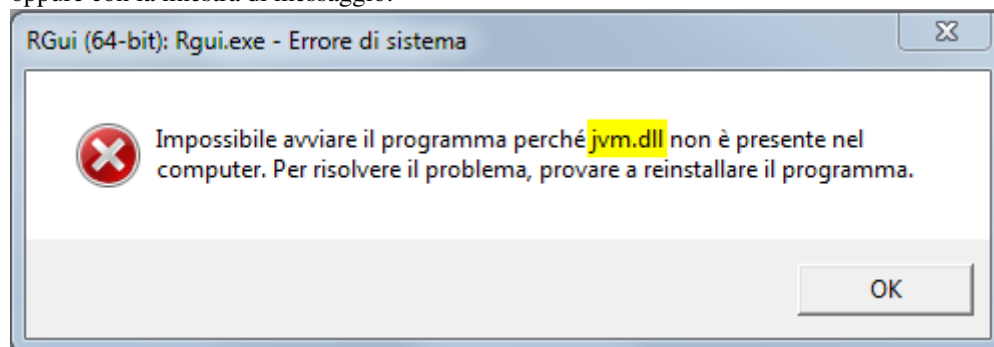 RGui (64-bit): Rgui.exe - Errore di sistema
Impossibile avviare il programma perché jvm.dll non è presente nel
computer. Per risolvere il problema, provare a reinstallare il programma.
OK